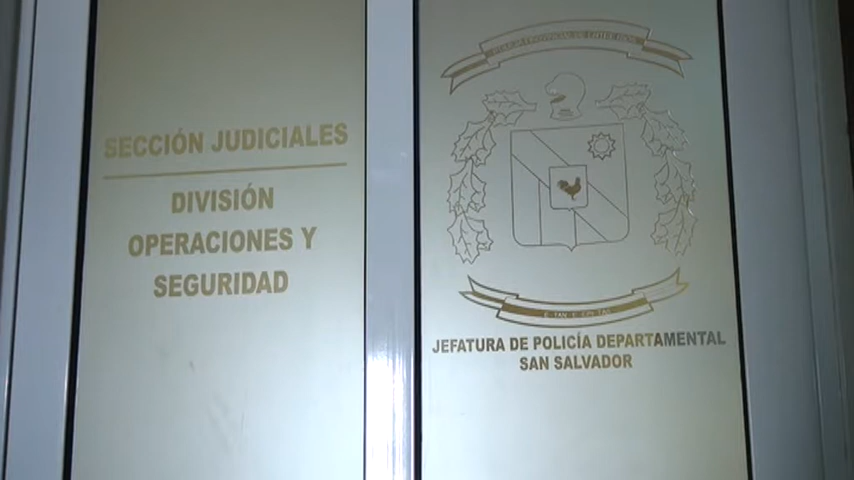 SECCIÓN JUDICIALES
DIVISIÓN
OPERACIONES Y
SEGURIDAD
JEFATURA DE POLICÍA DEPARTAMENTAL
SAN SALVADOR